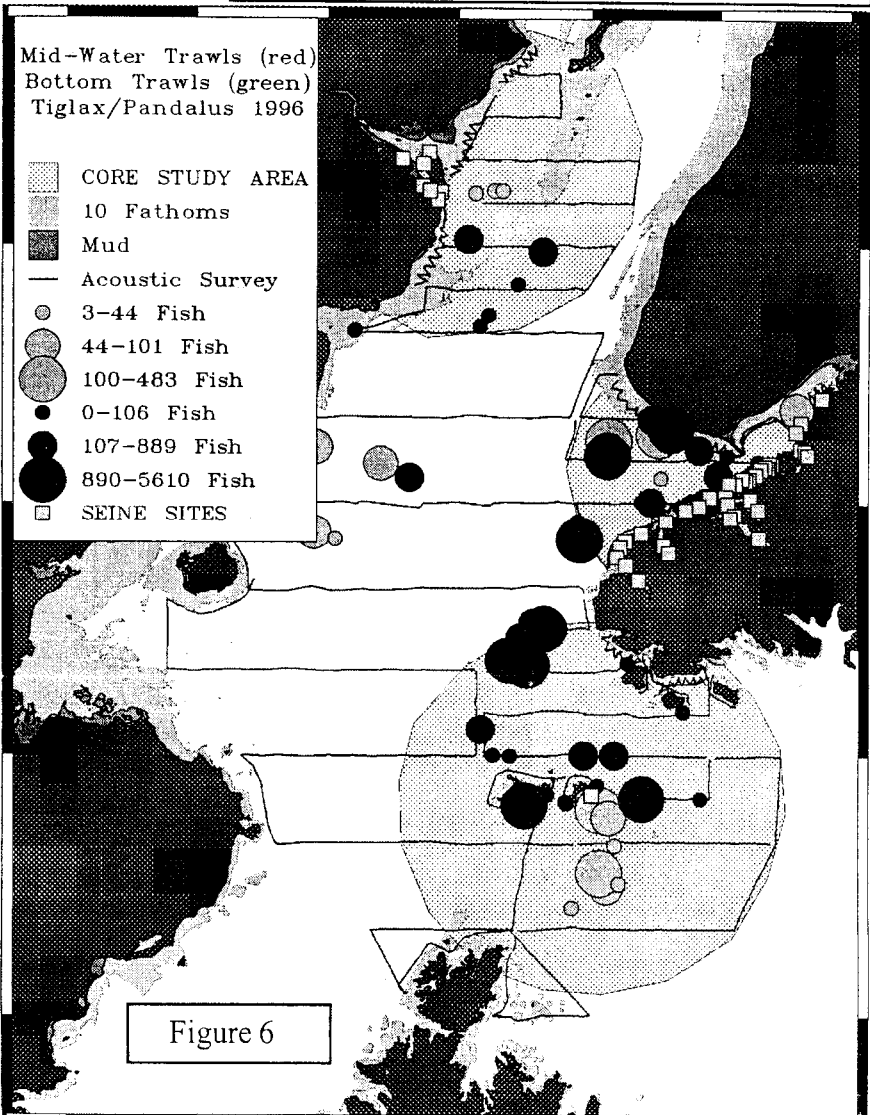 Mid-Water Trawls (red)
Bottom Trawls (green)
Tiglax/Pandalus 1996
CORE STUDY AREA
10 Fathoms
Mud
Acoustic Survey
3-44 Fish
44-101 Fish
100-483 Fish
0-106 Fish
107-889 Fish
890-5610 Fish
SEINE SITES
Figure 6